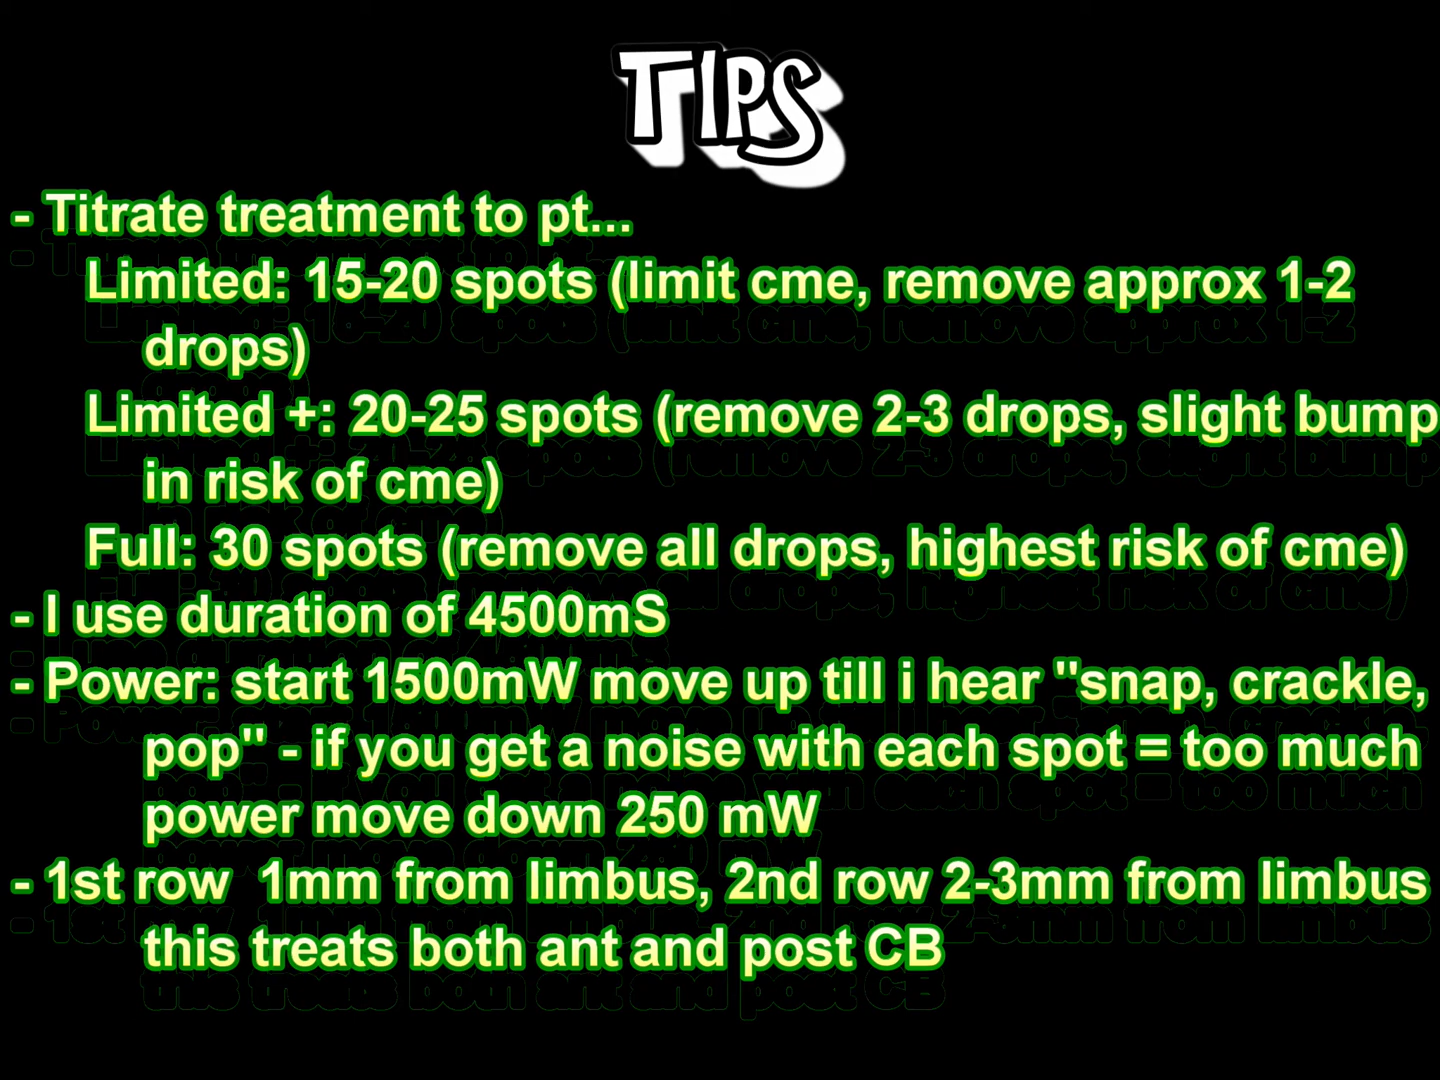 TIPS
- Titrate treatment to pt...
Limited: 15-20 spots (limit cme, remove approx 1-2
drops)
Limited +: 20-25 spots (remove 2-3 drops, slight bump
in risk of cme)
Full: 30 spots (remove all drops, highest risk of cme)
- I use duration of 4500mS
- Power: start 1500mW move up till i hear "snap, crackle,
pop" - if you get a noise with each spot = too much
power move down 250 mW
- 1st row  1mm from limbus, 2nd row 2-3mm from limbus
this treats both ant and post CB